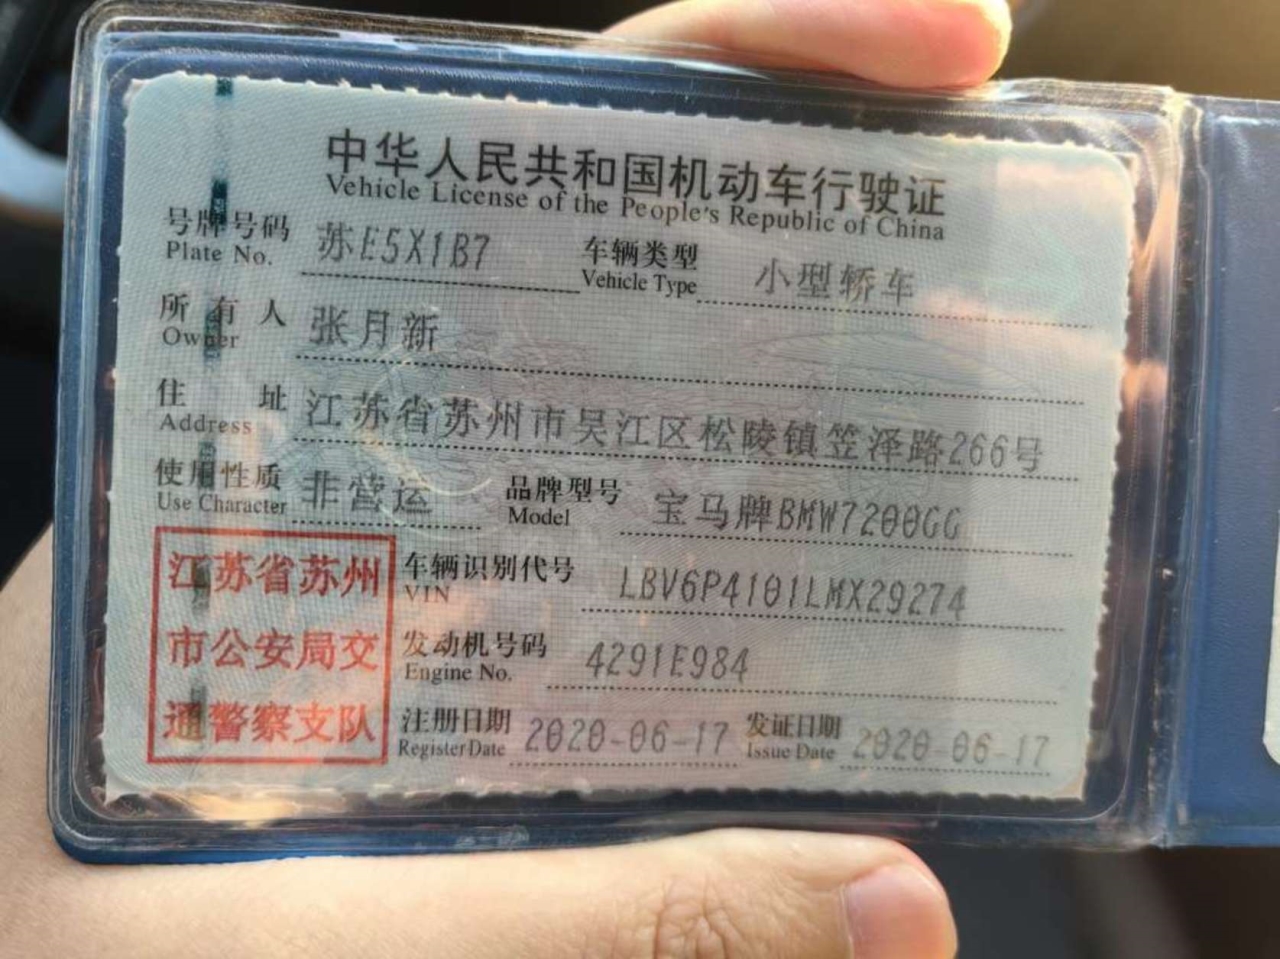 中华人民共和国机动车行驶证
Vehicle License of the People's Republic of China
号牌号码 苏E5X1B7 车辆类型 小型轿车
Plate No. Vehicle Type
所有人 张月新
Owner
住址 江苏省苏州市吴江区松陵镇笠泽路266号
Address
使用性质 非营运 品牌型号 宝马牌BMW7200GG
Use Character Model
江苏省苏州
市公安局交
通警察支队
车辆识别代号 LBV6P4101LMX29274
VIN
发动机号码 4291E984
Engine No.
注册日期 2020-06-17 发证日期 2020-06-17
Register Date Issue Date